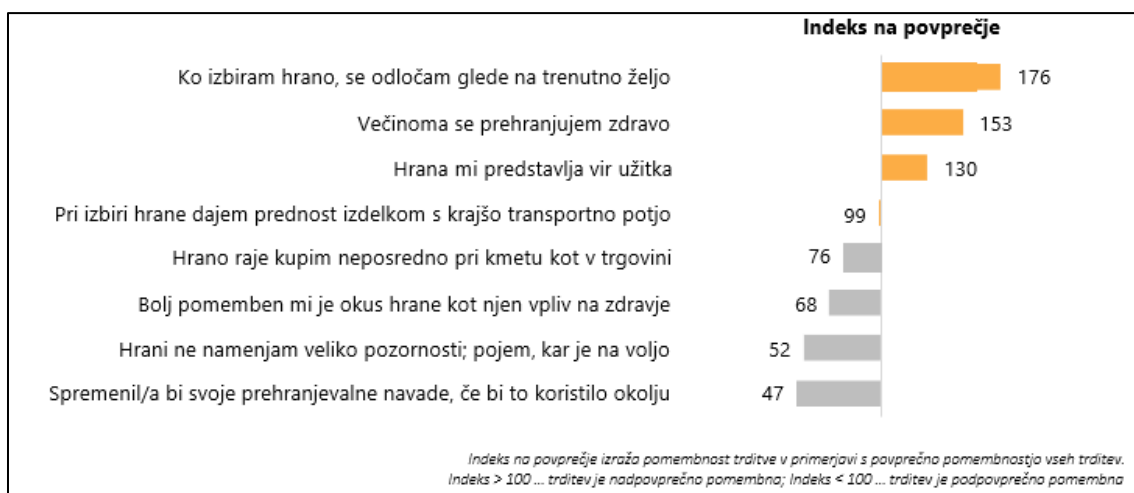 Indeks na povprečje
Ko izbiram hrano, se odločam glede na trenutno željo 176
Večinoma se prehranjujem zdravo 153
Hrana mi predstavlja vir užitka 130
Pri izbiri hrane dajem prednost izdelkom s krajšo transportno potjo 99
Hrano raje kupim neposredno pri kmetu kot v trgovini 76
Bolj pomemben mi je okus hrane kot njen vpliv na zdravje 68
Hrani ne namenjam veliko pozornosti; pojem, kar je na voljo 52
Spremenil/a bi svoje prehranjevalne navade, če bi to koristilo okolju 47
Indeks na povprečje izraža pomembnost trditve v primerjavi s povprečno pomembnostjo vseh trditev.
Indeks > 100 ... trditev je nadpovprečno pomembna; Indeks < 100 ... trditev je podpovprečno pomembna